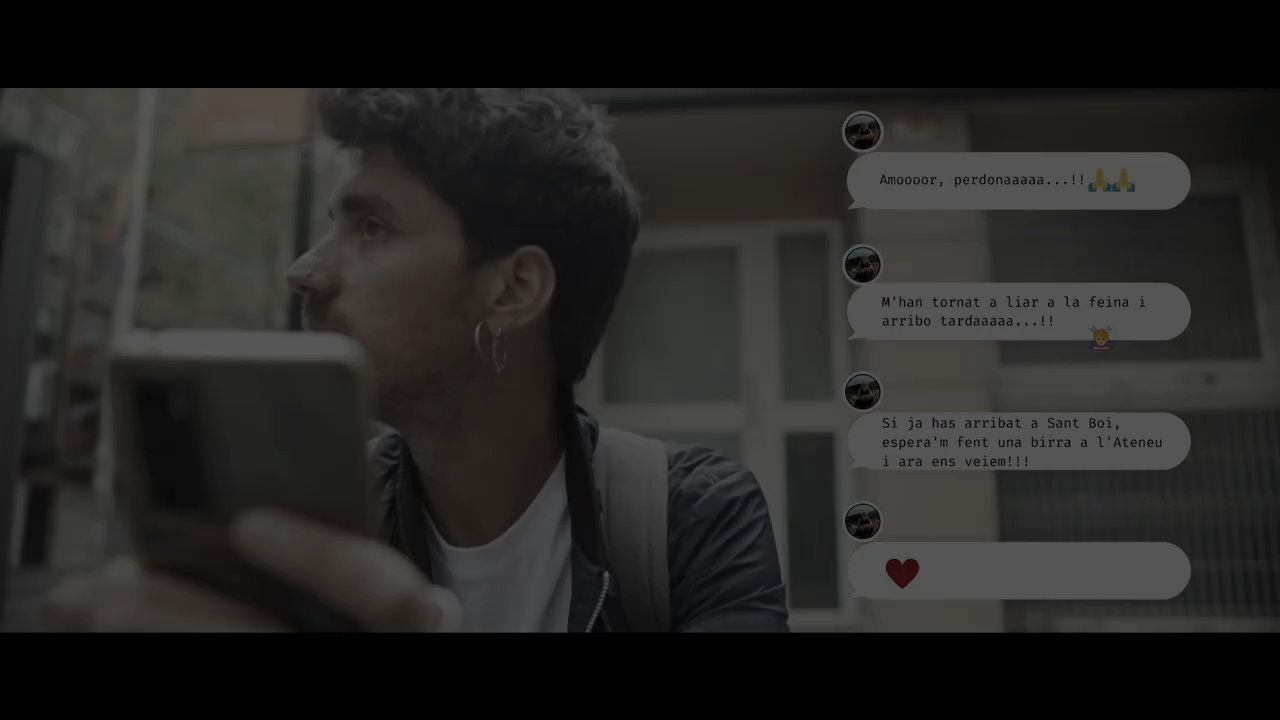 Amoooor, perdonaaaaa...!!🙏🙏
M'han tornat a liar a la feina i
arribo tardaaaaa...!!
Si ja has arribat a Sant Boi,
espera'm fent una birra a l'Ateneu
i ara ens veiem!!!